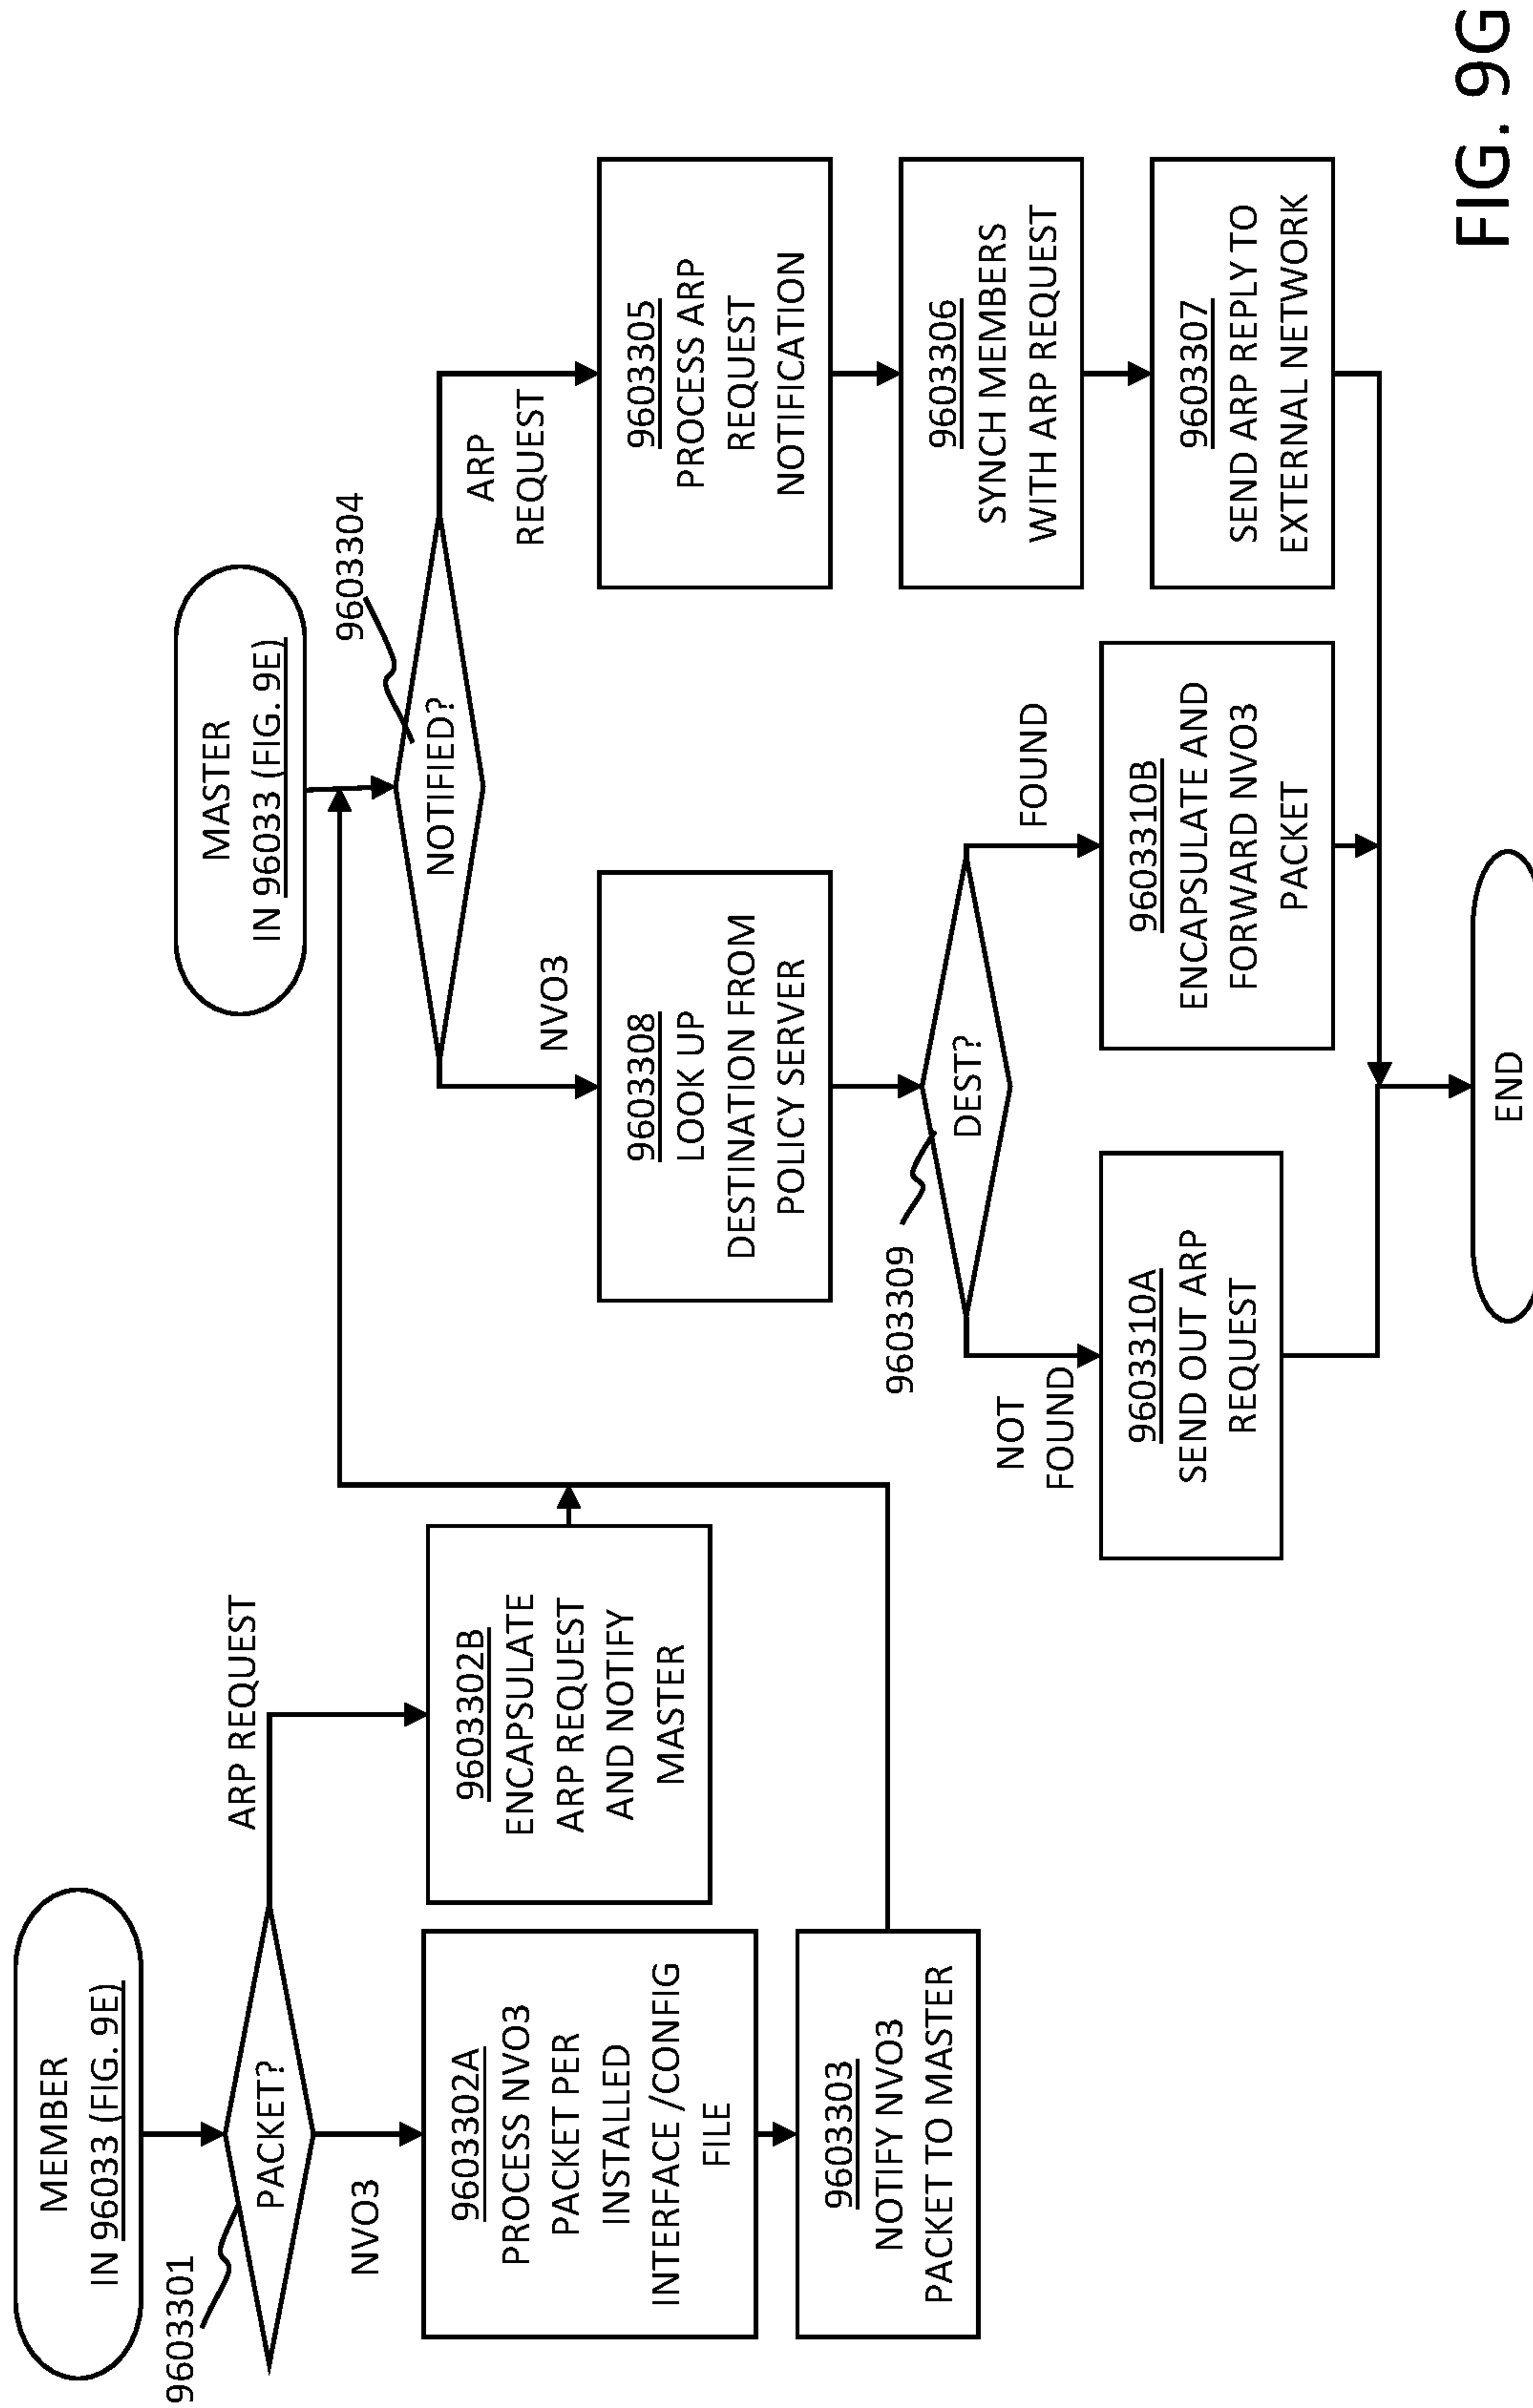 MEMBER
IN 96033 (FIG. 9E)
9603301
PACKET?
ARP REQUEST
NVO3
9603302A
PROCESS NVO3
PACKET PER
INSTALLED
INTERFACE /CONFIG
FILE
9603302B
ENCAPSULATE
ARP REQUEST
AND NOTIFY
MASTER
9603303
NOTIFY NVO3
PACKET TO MASTER
MASTER
IN 96033 (FIG. 9E)
9603304
NOTIFIED?
NVO3
ARP
REQUEST
9603308
LOOK UP
DESTINATION FROM
POLICY SERVER
9603305
PROCESS ARP
REQUEST
NOTIFICATION
9603309
DEST?
NOT
FOUND
FOUND
9603306
SYNCH MEMBERS
WITH ARP REQUEST
9603310A
SEND OUT ARP
REQUEST
9603310B
ENCAPSULATE AND
FORWARD NVO3
PACKET
9603307
SEND ARP REPLY TO
EXTERNAL NETWORK
END
FIG. 9G